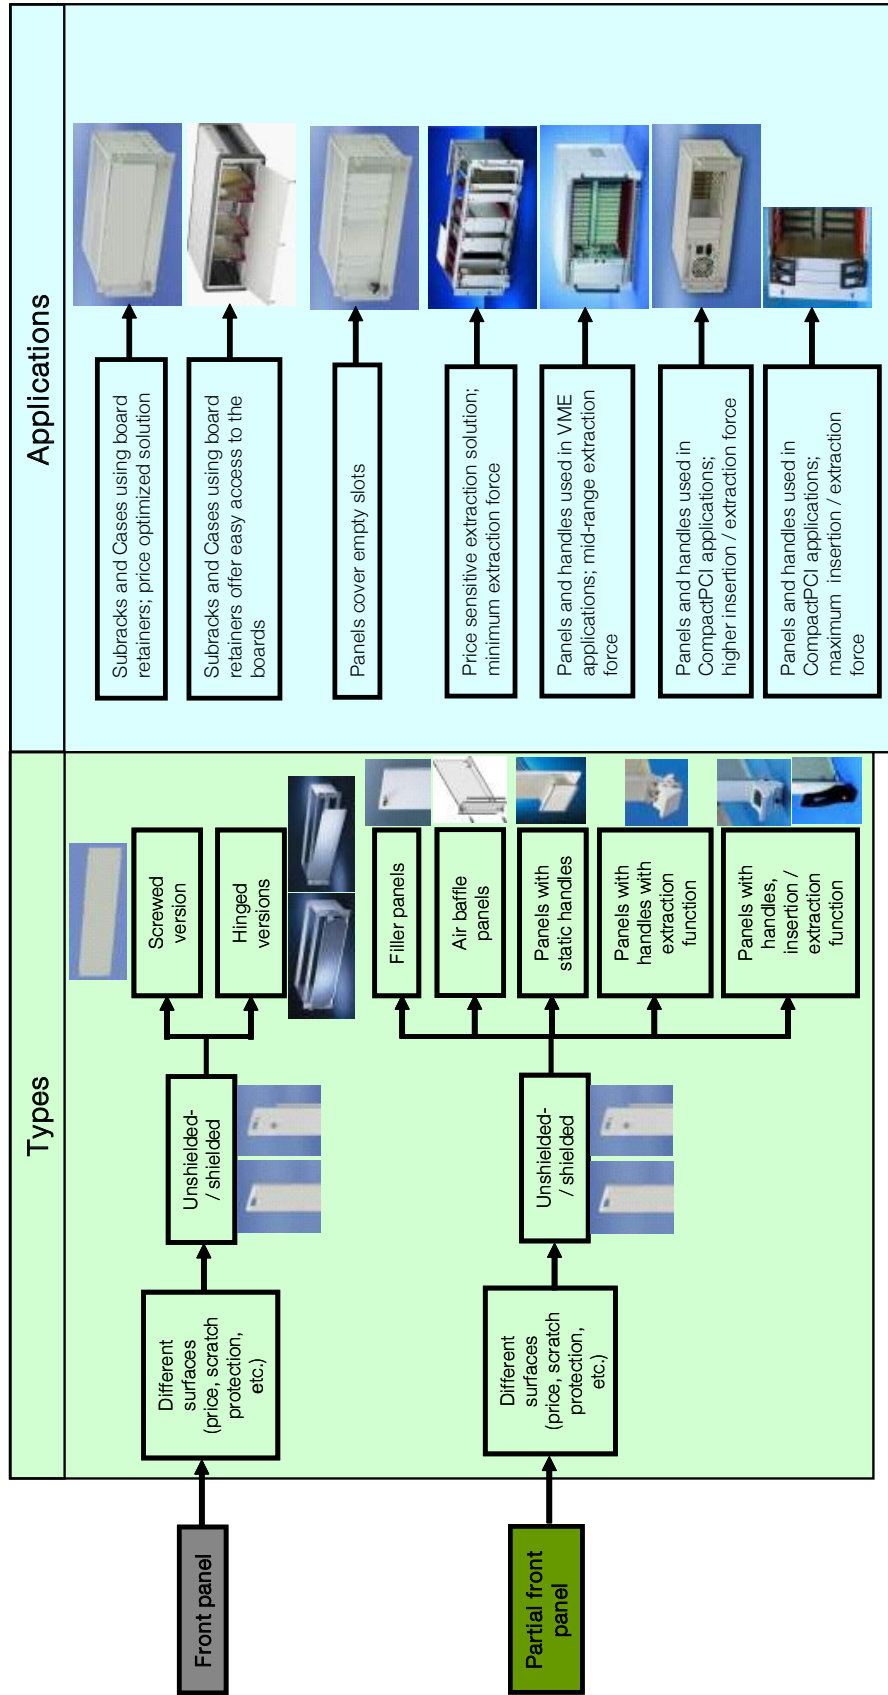 Types
Applications
Front panel
Different
surfaces
(price, scratch
protection,
etc.)
Unshielded-
/ shielded
Screwed
version
Hinged
versions
Subracks and Cases using board
retainers; price optimized solution
Subracks and Cases using board
retainers offer easy access to the
boards
Partial front
panel
Different
surfaces
(price, scratch
protection,
etc.)
Unshielded-
/ shielded
Filler panels
Air baffle
panels
Panels with
static handles
Panels with
handles with
extraction
function
Panels with
handles,
insertion /
extraction
function
Panels cover empty slots
Price sensitive extraction solution;
minimum extraction force
Panels and handles used in VME
applications; mid-range extraction
force
Panels and handles used in
CompactPCI applications;
higher insertion / extraction force
Panels and handles used in
CompactPCI applications;
maximum insertion / extraction
force